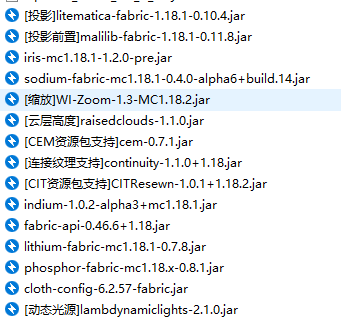 [投影]litematica-fabric-1.18.1-0.10.4.jar
[投影前置]malilib-fabric-1.18.1-0.11.8.jar
iris-mc1.18.1-1.2.0-pre.jar
sodium-fabric-mc1.18.1-0.4.0-alpha6+build.14.jar
[缩放]WI-Zoom-1.3-MC1.18.2.jar
[云层高度]raisedclouds-1.1.0.jar
[CEM资源包支持]cem-0.7.1.jar
[连接纹理支持]continuity-1.1.0+1.18.jar
[CIT资源包支持]CITResewn-1.0.1+1.18.2.jar
indium-1.0.2-alpha3+mc1.18.1.jar
fabric-api-0.46.6+1.18.jar
lithium-fabric-mc1.18.1-0.7.8.jar
phosphor-fabric-mc1.18.x-0.8.1.jar
cloth-config-6.2.57-fabric.jar
[动态光源]lambdynamiclights-2.1.0.jar